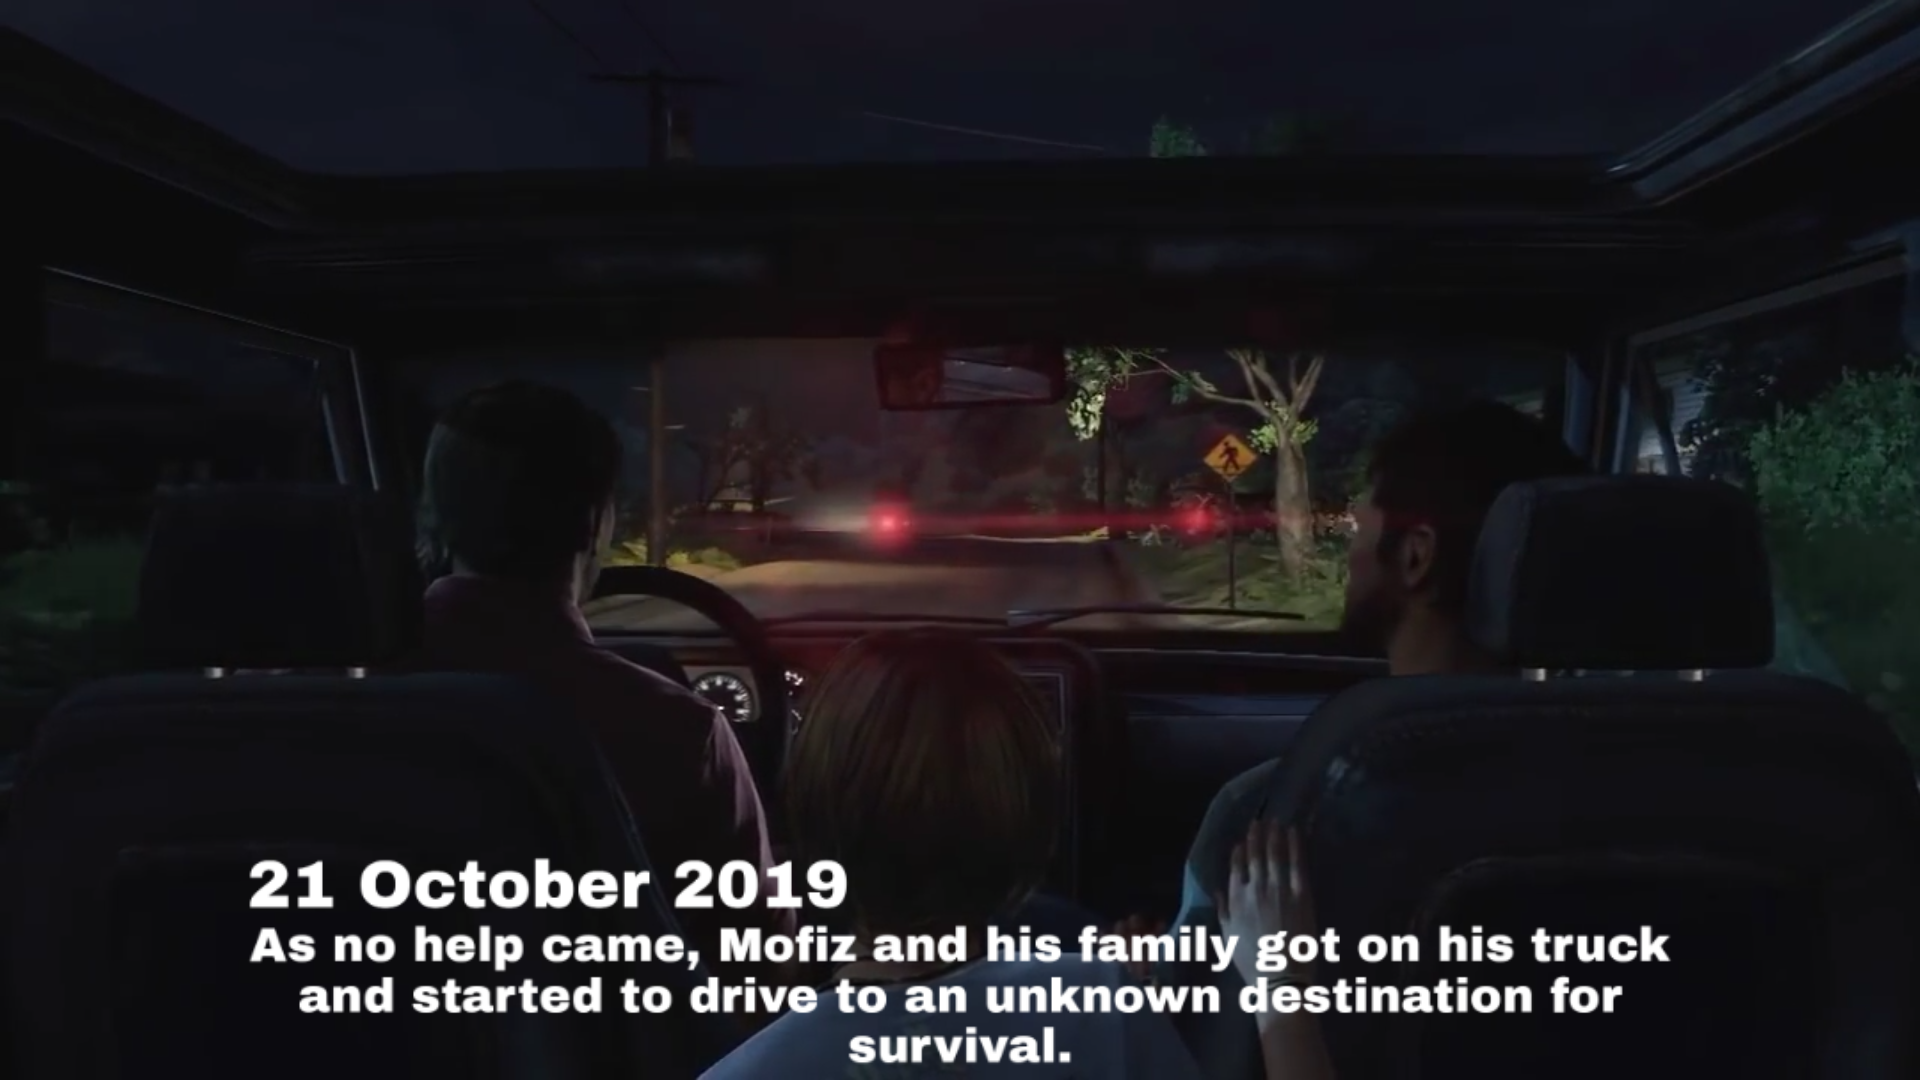 21 October 2019
As no help came, Mofiz and his family got on his truck
and started to drive to an unknown destination for
survival.